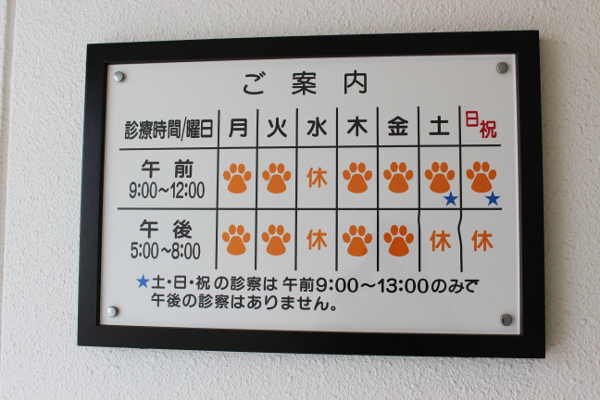 ご案内
診療時間/曜日 月 火 水 木 金 土 日祝
午前 休
9:00~12:00
午後 休 休 休
5:00~8:00
★土・日・祝の診察は午前9:00~13:00のみで
午後の診察はありません。